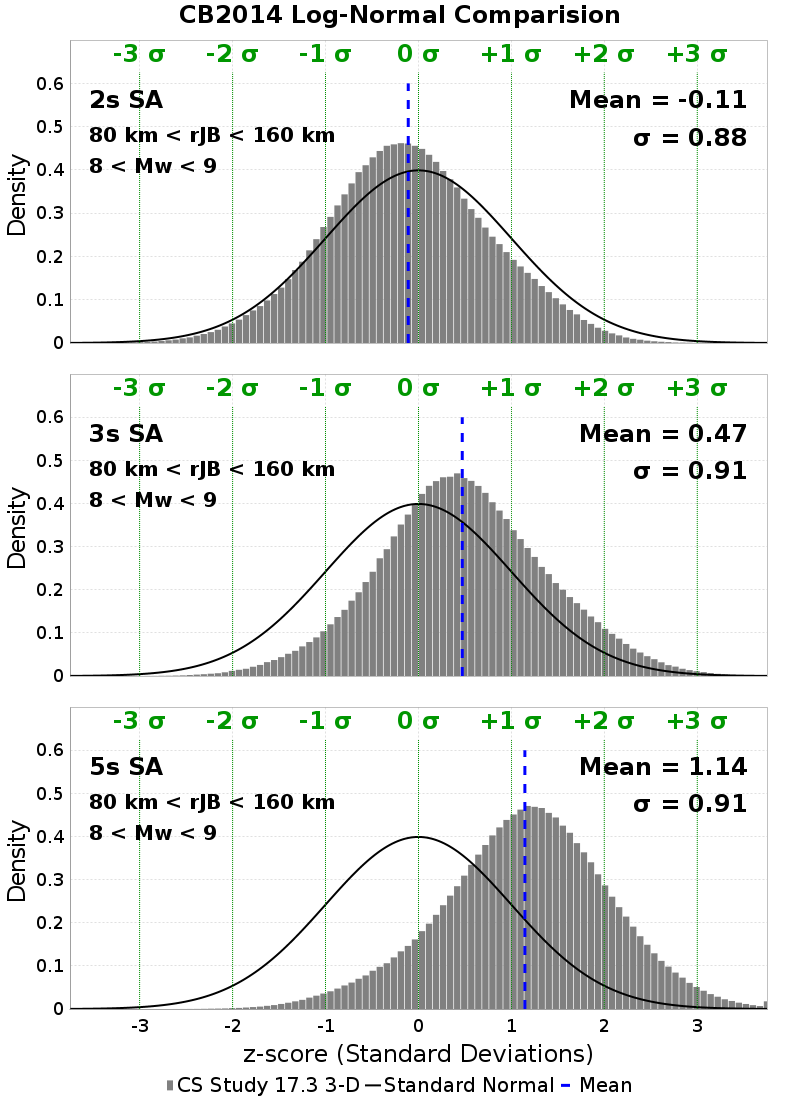 CB2014 Log-Normal Comparision
-3 σ -2 σ -1 σ 0 σ +1 σ +2 σ +3 σ
0.6
2s SA Mean = -0.11
0.5
80 km < rJB < 160 km σ = 0.88
8 < Mw < 9
0.4
0.3
0.2
0.1
0
Density
-3 σ -2 σ -1 σ 0 σ +1 σ +2 σ +3 σ
0.6
3s SA Mean = 0.47
0.5
80 km < rJB < 160 km σ = 0.91
8 < Mw < 9
0.4
0.3
0.2
0.1
0
Density
-3 σ -2 σ -1 σ 0 σ +1 σ +2 σ +3 σ
0.6
5s SA Mean = 1.14
0.5
80 km < rJB < 160 km σ = 0.91
8 < Mw < 9
0.4
0.3
0.2
0.1
0
Density
-3 -2 -1 0 1 2 3
z-score (Standard Deviations)
CS Study 17.3 3-D Standard Normal Mean